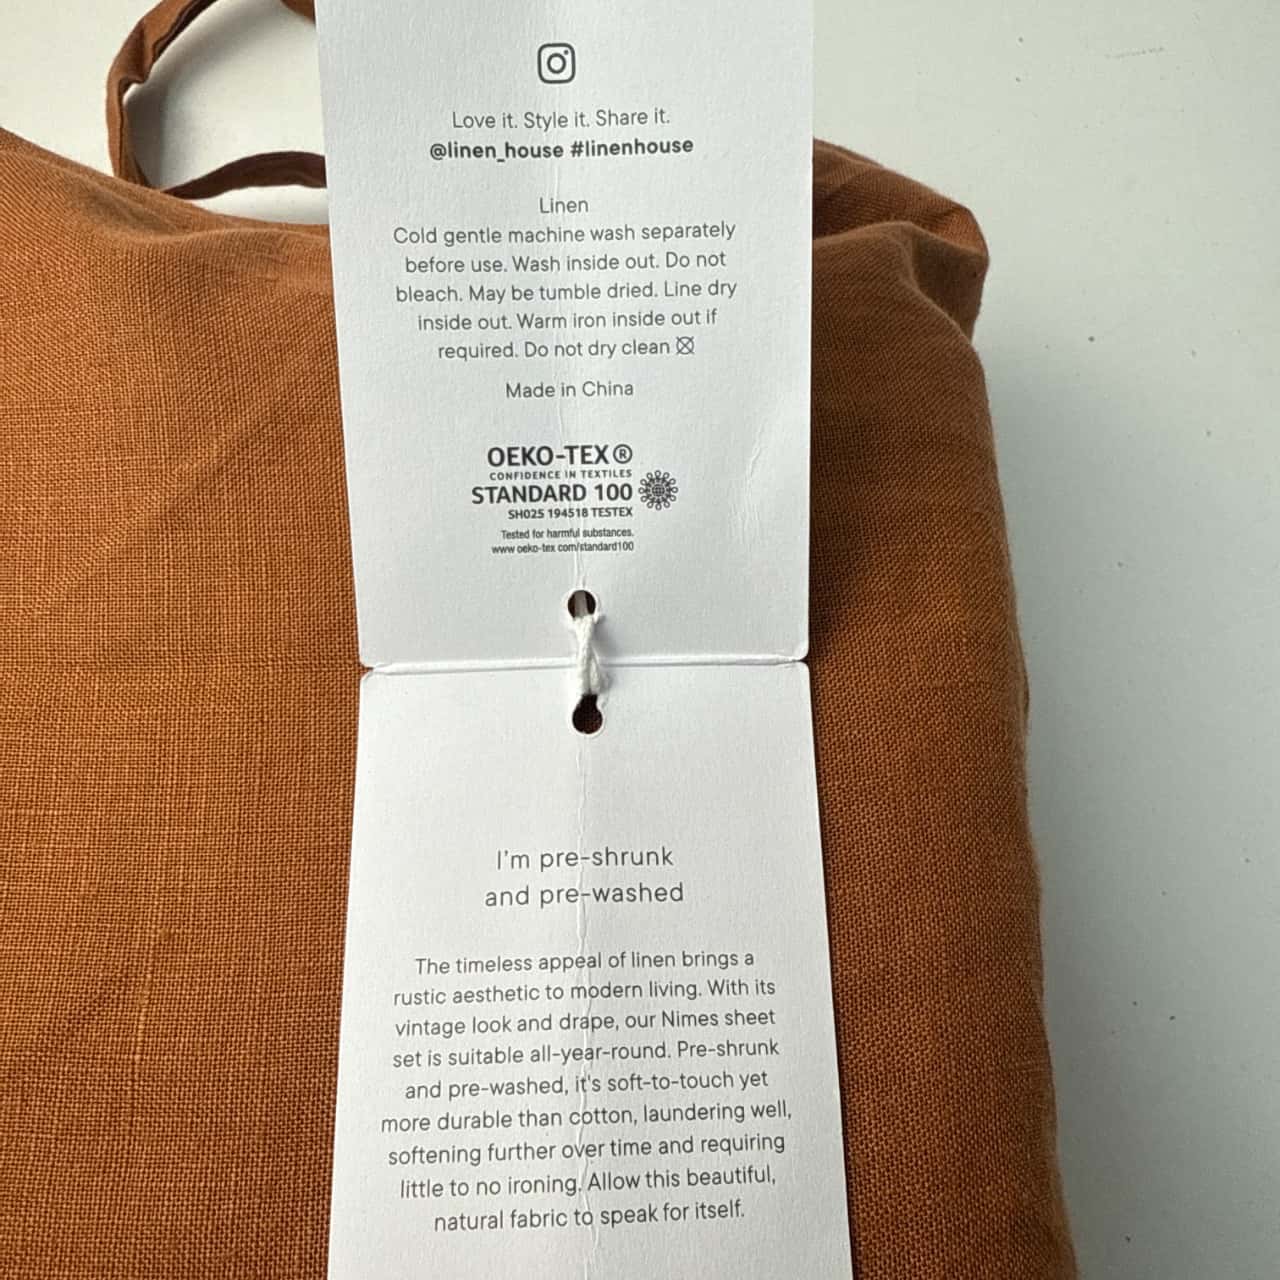 Love it. Style it. Share it.
@linen_house #linenhouse
Linen
Cold gentle machine wash separately
before use. Wash inside out. Do not
bleach. May be tumble dried. Line dry
inside out. Warm iron inside out if
required. Do not dry clean
Made in China
OEKO-TEX®
CONFIDENCE IN TEXTILES
STANDARD 100
SH025 194518 TESTEX
Tested for harmful substances.
www oeko-tex com/standard100
I'm pre-shrunk
and pre-washed
The timeless appeal of linen brings a
rustic aesthetic to modern living. With its
vintage look and drape, our Nimes sheet
set is suitable all-year-round. Pre-shrunk
and pre-washed, it's soft-to-touch yet
more durable than cotton, laundering well,
softening further over time and requiring
little to no ironing. Allow this beautiful,
natural fabric to speak for itself.